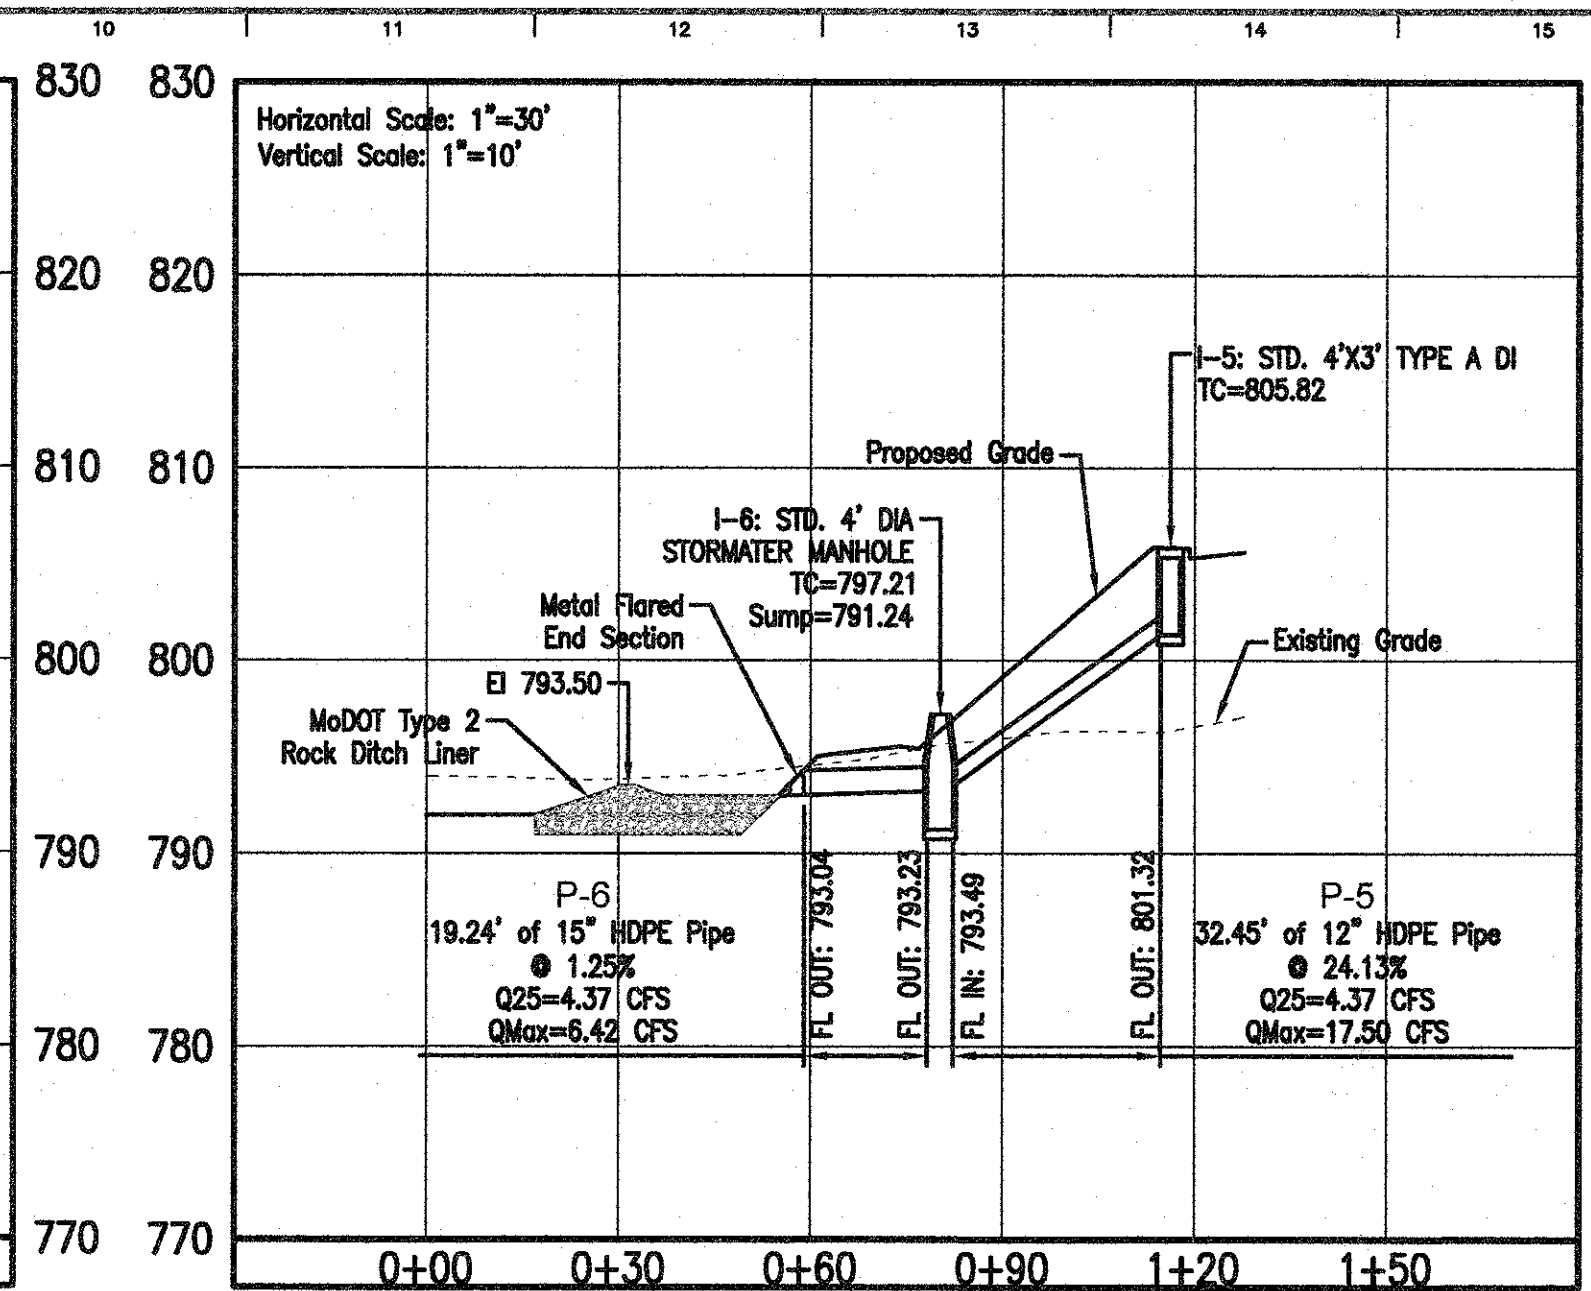 10 11 12 13 14 15
830 830
Horizontal Scale: 1"=30'
Vertical Scale: 1"=10'
820 820
I-5: STD. 4'X3' TYPE A DI
TC=805.82
810 810
Proposed Grade
I-6: STD. 4' DIA
STORMATER MANHOLE
TC=797.21
Sump=791.24
Metal Flared
End Section
800 800
Existing Grade
El 793.50
MoDOT Type 2
Rock Ditch Liner
790 790
P-6
19.24' of 15" HDPE Pipe
@ 1.25%
Q25=4.37 CFS
QMax=6.42 CFS
FL OUT: 793.04
FL OUT: 793.23
FL IN: 793.49
FL OUT: 801.32
P-5
32.45' of 12" HDPE Pipe
@ 24.13%
Q25=4.37 CFS
QMax=17.50 CFS
780 780
770 770
0+00 0+30 0+60 0+90 1+20 1+50